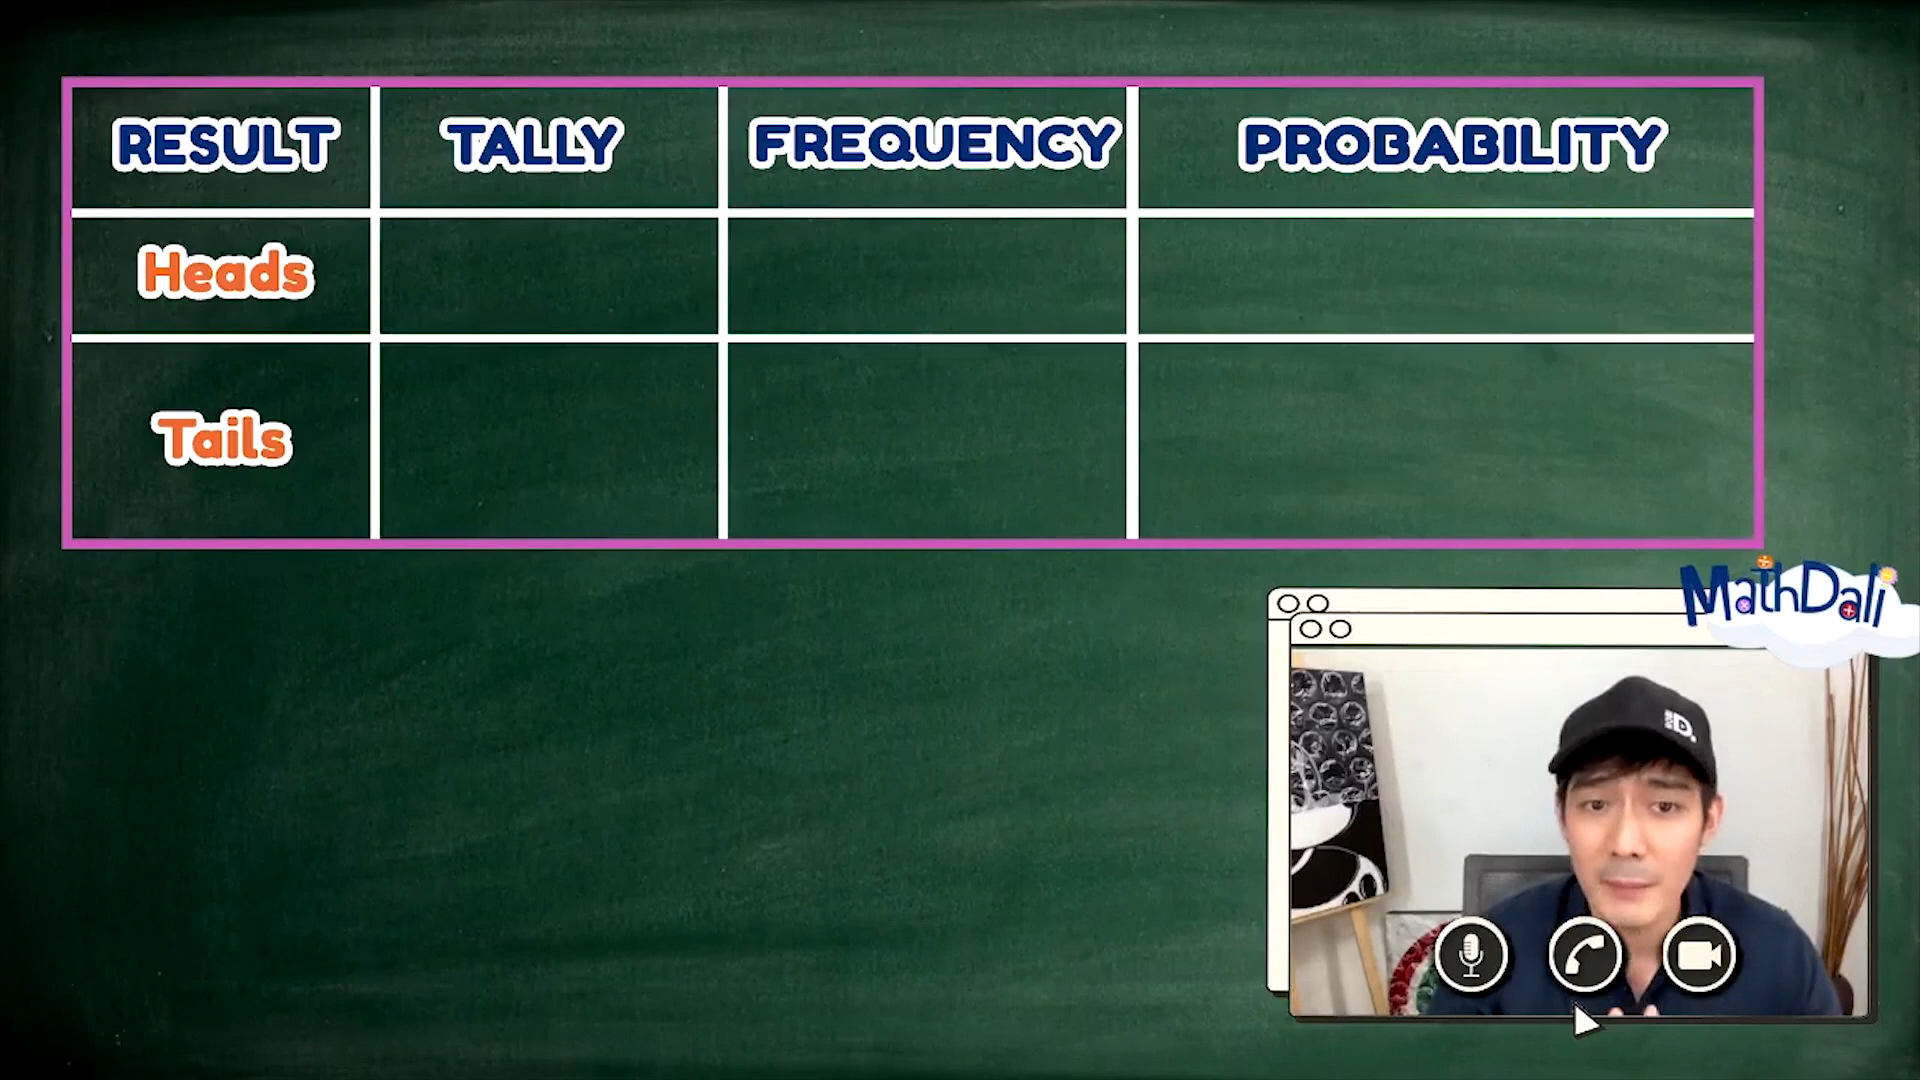 RESULT TALLY FREQUENCY PROBABILITY
Heads
Tails
MathDali
D.